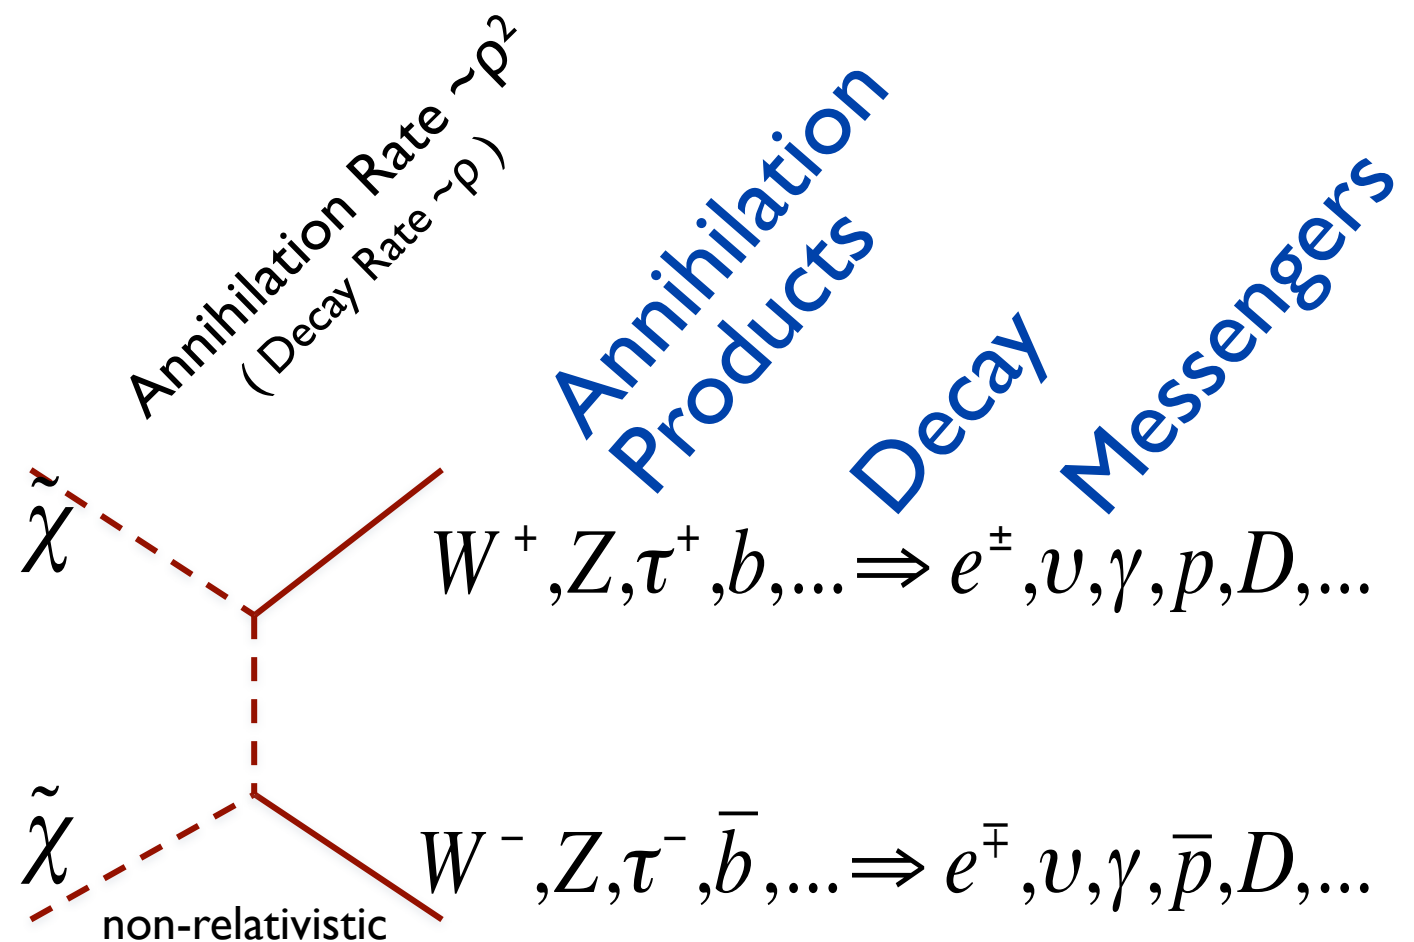 Annihilation Rate ~ρ²
( Decay Rate ~ρ )
Annihilation
Products
Decay
Messengers
χ̃
W⁺,Z,τ⁺,b,...⇒ e^±,υ,γ,p,D,...
χ̃
W⁻,Z,τ⁻,b̅,...⇒ e^∓,υ,γ,p̅,D,...
non-relativistic